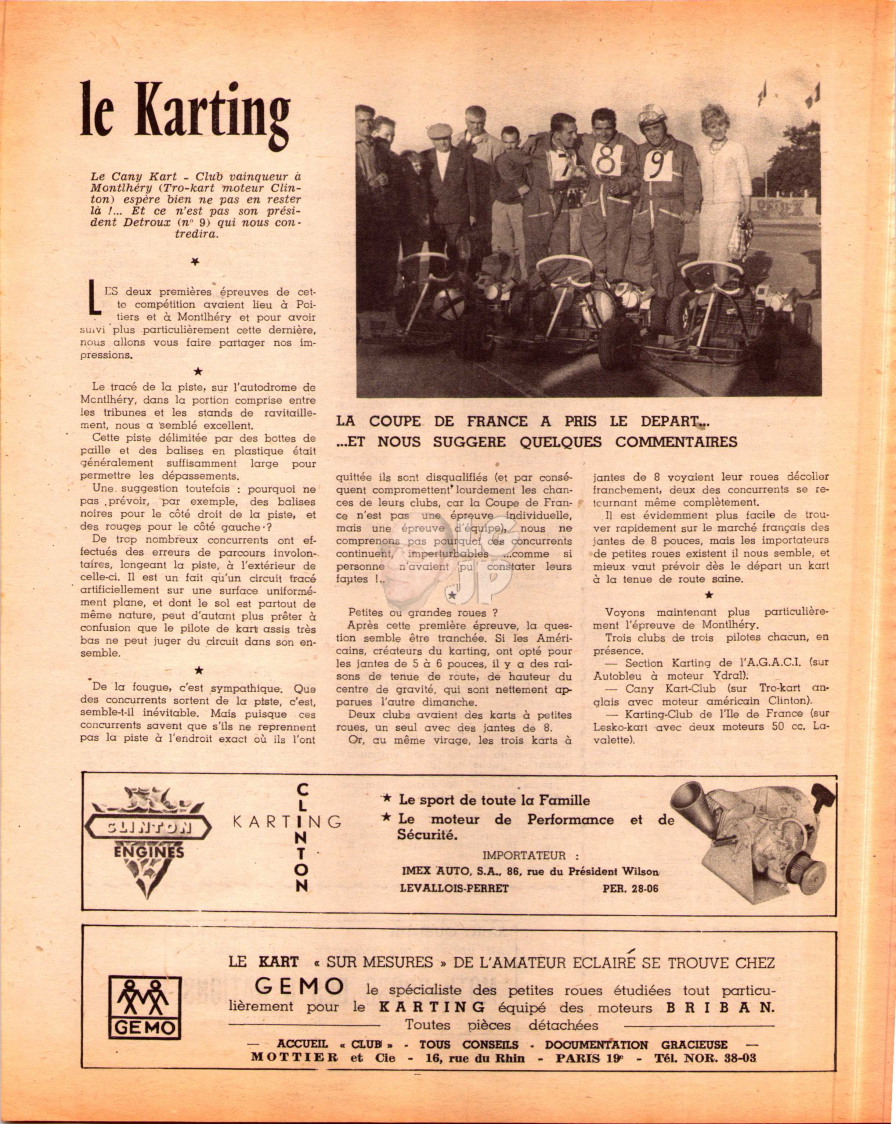 le Karting
Le Cany Kart - Club vainqueur à
Montlhéry (Tro-kart moteur Clin-
ton) espère bien ne pas en rester
là !... Et ce n'est pas son prési-
dent Detroux (n° 9) qui nous con-
tredira.
★
LES deux premières épreuves de cet-
te compétition avaient lieu à Poi-
tiers et à Montlhéry et pour avoir
suivi plus particulièrement cette dernière,
nous allons vous faire partager nos im-
pressions.
★
Le tracé de la piste, sur l'autodrome de
Montlhéry, dans la portion comprise entre
les tribunes et les stands de ravitaille-
ment, nous a semblé excellent.
Cette piste délimitée par des bottes de
paille et des balises en plastique était
généralement suffisamment large pour
permettre les dépassements.
Une suggestion toutefois : pourquoi ne
pas prévoir, par exemple, des balises
noires pour le côté droit de la piste, et
des rouges pour le côté gauche ?
De trop nombreux concurrents ont ef-
fectués des erreurs de parcours involon-
taires, longeant la piste, à l'extérieur de
celle-ci. Il est un fait qu'un circuit tracé
artificiellement sur une surface uniformé-
ment plane, et dont le sol est partout de
même nature, peut d'autant plus prêter à
confusion que le pilote de kart assis très
bas ne peut juger du circuit dans son en-
semble.
★
De la fougue, c'est sympathique. Que
des concurrents sortent de la piste, c'est,
semble-t-il inévitable. Mais puisque ces
concurrents savent que s'ils ne reprennent
pas la piste à l'endroit exact où ils l'ont
7
8
9
LA COUPE DE FRANCE A PRIS LE DEPART...
...ET NOUS SUGGERE QUELQUES COMMENTAIRES
quittée ils sont disqualifiés (et par consé-
quent compromettent lourdement les chan-
ces de leurs clubs, car la Coupe de Fran-
ce n'est pas une épreuve individuelle,
mais une épreuve d'équipe), nous ne
comprenons pas pourquoi ces concurrents
continuent, imperturbables ...comme si
personne n'avaient pu constater leurs
fautes !..
★
Petites ou grandes roues ?
Après cette première épreuve, la ques-
tion semble être tranchée. Si les Améri-
cains, créateurs du karting, ont opté pour
les jantes de 5 à 6 pouces, il y a des rai-
sons de tenue de route, de hauteur du
centre de gravité, qui sont nettement ap-
parues l'autre dimanche.
Deux clubs avaient des karts à petites
roues, un seul avec des jantes de 8.
Or, au même virage, les trois karts à
jantes de 8 voyaient leur roues décoller
franchement, deux des concurrents se re-
tournant même complètement.
Il est évidemment plus facile de trou-
ver rapidement sur le marché français des
jantes de 8 pouces, mais les importateurs
de petites roues existent il nous semble, et
mieux vaut prévoir dès le départ un kart
à la tenue de route saine.
★
Voyons maintenant plus particulière-
ment l'épreuve de Montlhéry.
Trois clubs de trois pilotes chacun, en
présence.
— Section Karting de l'A.G.A.C.I. (sur
Autobleu à moteur Ydral).
— Cany Kart-Club (sur Tro-kart an-
glais avec moteur américain Clinton).
— Karting-Club de l'Ile de France (sur
Lesko-kart avec deux moteurs 50 cc. La-
valette).
JP
CLINTON
ENGINES
KARTING
CLINTON
★ Le sport de toute la Famille
★ Le moteur de Performance et de
Sécurité.
IMPORTATEUR :
IMEX AUTO, S.A., 86, rue du Président Wilson
LEVALLOIS-PERRET PER. 28-06
GEMO
LE KART « SUR MESURES » DE L'AMATEUR ECLAIRÉ SE TROUVE CHEZ
GEMO le spécialiste des petites roues étudiées tout particu-
lièrement pour le KARTING équipé des moteurs BRIBAN.
Toutes pièces détachées
— ACCUEIL « CLUB » - TOUS CONSEILS - DOCUMENTATION GRACIEUSE —
MOTTIER et Cie - 16, rue du Rhin - PARIS 19e - Tél. NOR. 38-03